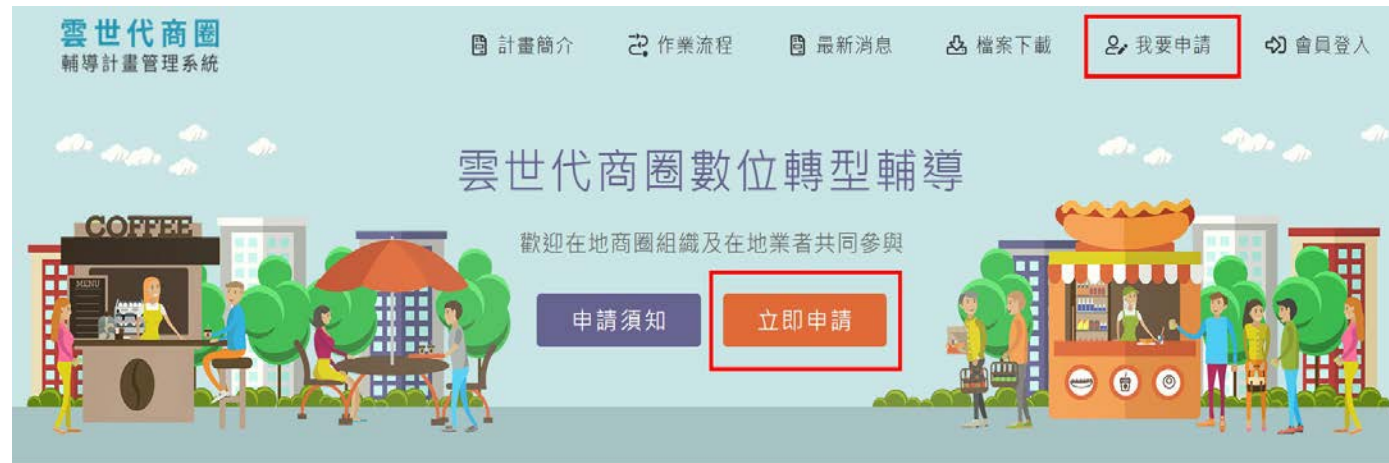 雲世代商圈
輔導計畫管理系統
計畫簡介
作業流程
最新消息
檔案下載
我要申請
會員登入
雲世代商圈數位轉型輔導
歡迎在地商圈組織及在地業者共同參與
申請須知
立即申請
COFFEE
MENU